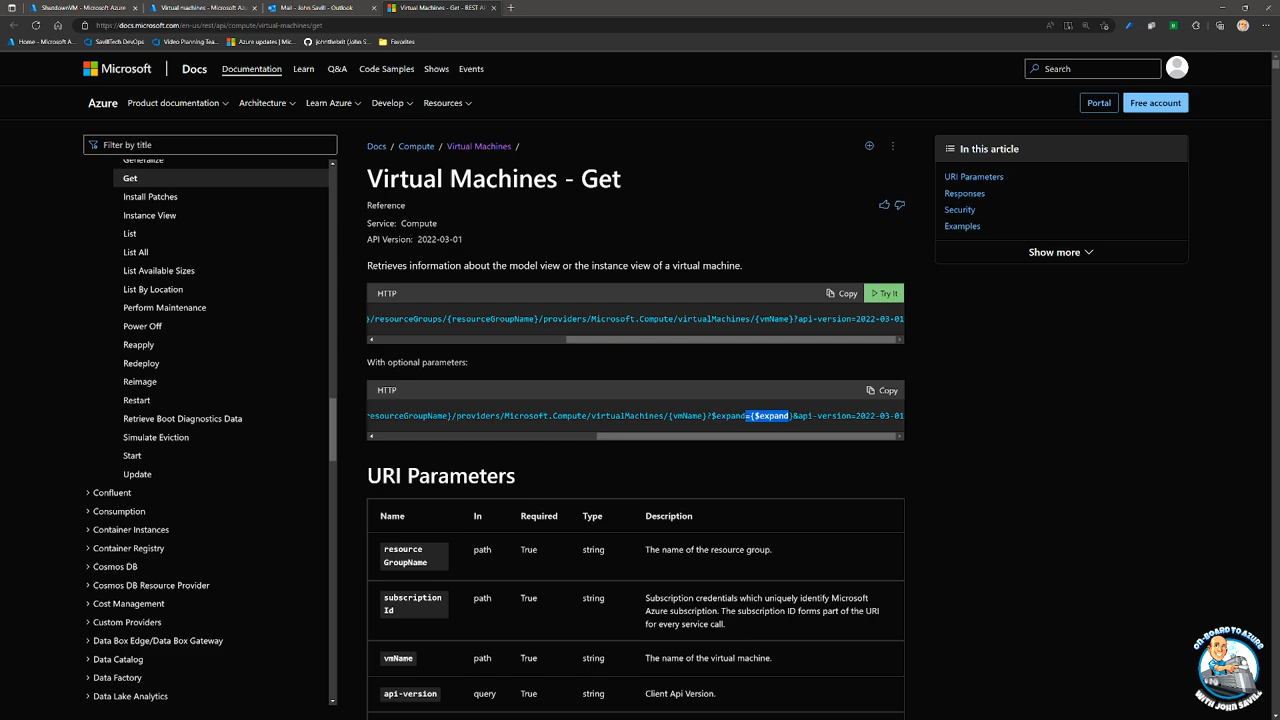 ShutdownVM - Microsoft Azure
Virtual machines - Microsoft Azure
Mail - John Savill - Outlook
Virtual Machines - Get - REST AP
https://docs.microsoft.com/en-us/rest/api/compute/virtual-machines/get
Home - Microsoft A...
SavillTech DevOps
Video Planning Tea...
Azure updates | Mic...
johnthebrit (John S...
Favorites
Microsoft
Docs
Documentation
Learn
Q&A
Code Samples
Shows
Events
Search
Azure
Product documentation
Architecture
Learn Azure
Develop
Resources
Portal
Free account
Filter by title
Generalize
Get
Install Patches
Instance View
List
List All
List Available Sizes
List By Location
Perform Maintenance
Power Off
Reapply
Redeploy
Reimage
Restart
Retrieve Boot Diagnostics Data
Simulate Eviction
Start
Update
Confluent
Consumption
Container Instances
Container Registry
Cosmos DB
Cosmos DB Resource Provider
Cost Management
Custom Providers
Data Box Edge/Data Box Gateway
Data Catalog
Data Factory
Data Lake Analytics
Docs / Compute / Virtual Machines /
Virtual Machines - Get
Reference
Service: Compute
API Version: 2022-03-01
Retrieves information about the model view or the instance view of a virtual machine.
HTTP
Copy
Try It
}/resourceGroups/{resourceGroupName}/providers/Microsoft.Compute/virtualMachines/{vmName}?api-version=2022-03-01
With optional parameters:
HTTP
Copy
resourceGroupName}/providers/Microsoft.Compute/virtualMachines/{vmName}?$expand={$expand}&api-version=2022-03-01
URI Parameters
Name In Required Type Description
resource
GroupName
path True string The name of the resource group.
subscription
Id
path True string Subscription credentials which uniquely identify Microsoft
Azure subscription. The subscription ID forms part of the URI
for every service call.
vmName path True string The name of the virtual machine.
api-version query True string Client Api Version.
In this article
URI Parameters
Responses
Security
Examples
Show more
ON-BOARD TO AZURE
WITH JOHN SAVILL